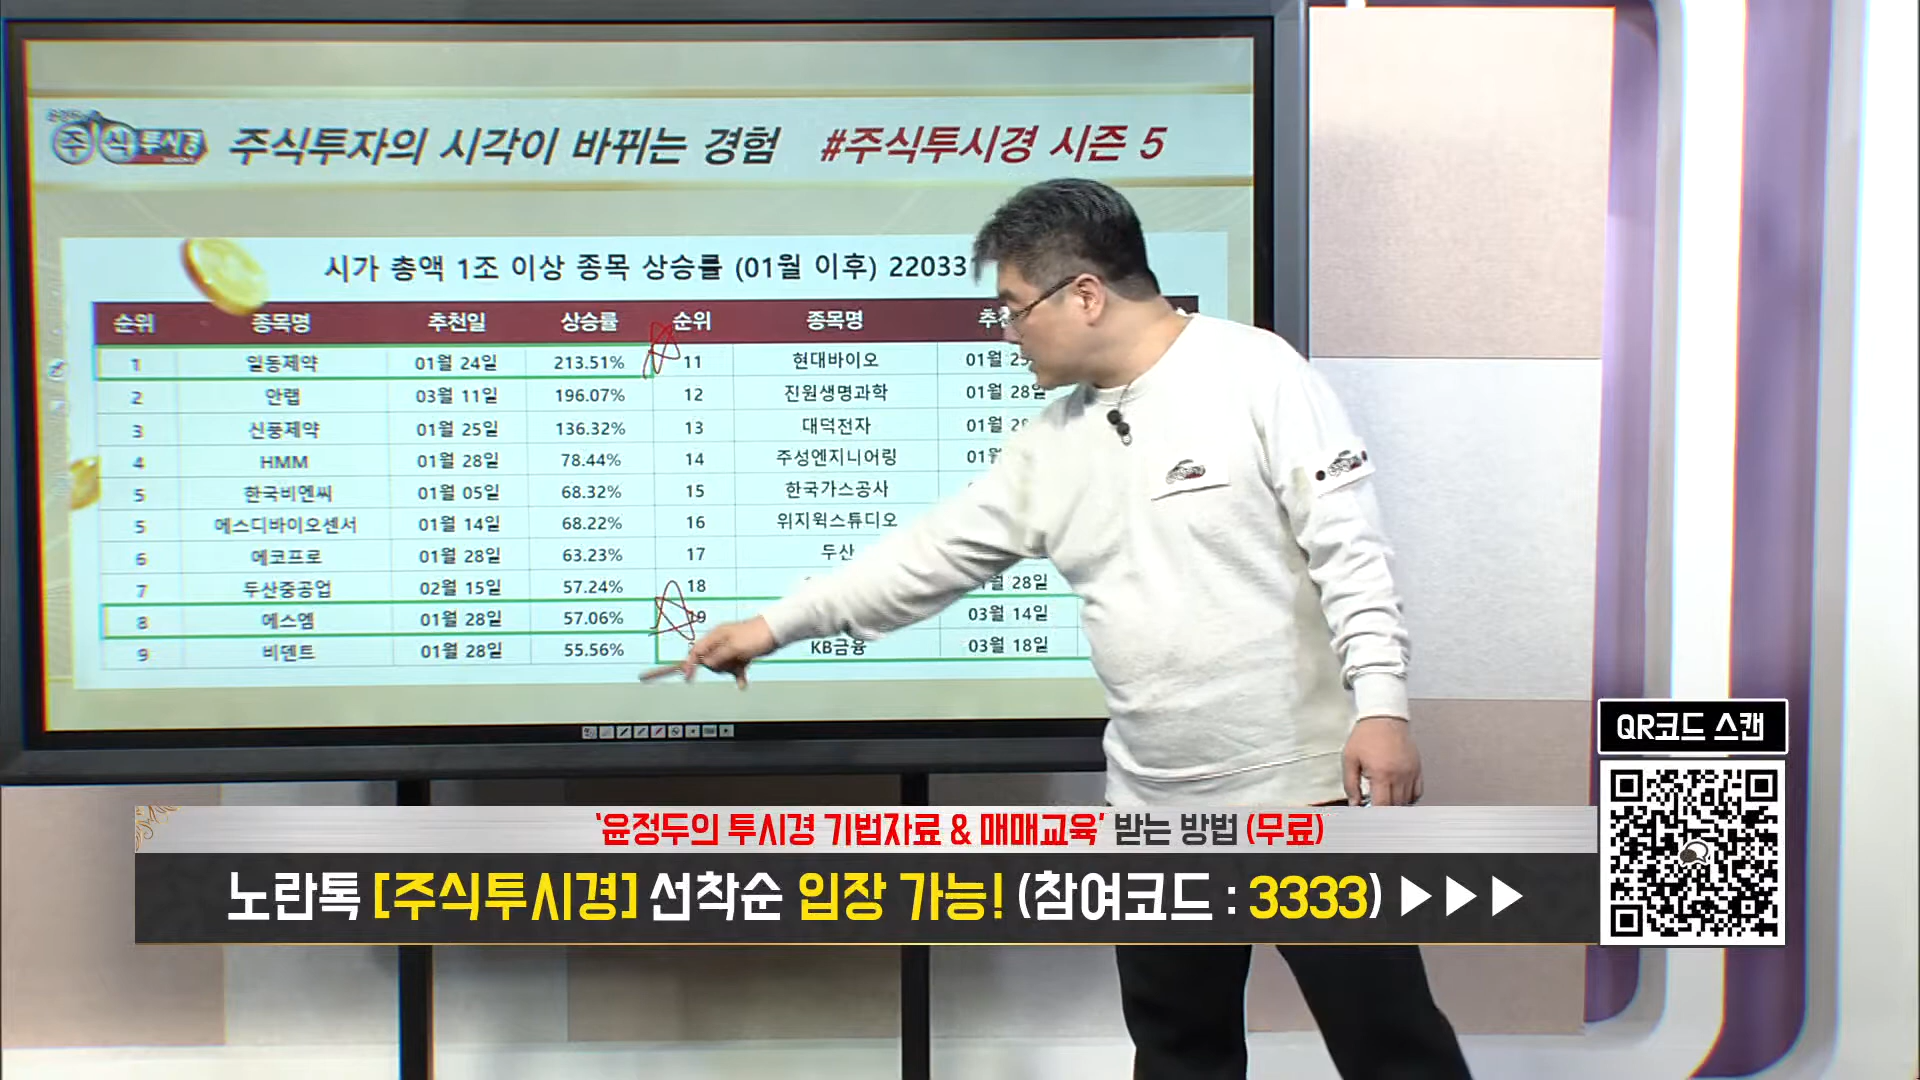 주식투시경 주식투자의 시각이 바뀌는 경험 #주식투시경 시즌 5
시가 총액 1조 이상 종목 상승률 (01월 이후) 220331
순위 종목명 추천일 상승률 순위 종목명
1 일동제약 01월 24일 213.51% 11 현대바이오 01월
2 안랩 03월 11일 196.07% 12 진원생명과학 01월 28일
3 신풍제약 01월 25일 136.32% 13 대덕전자 01월
4 HMM 01월 28일 78.44% 14 주성엔지니어링
5 한국비엔씨 01월 05일 68.32% 15 한국가스공사
5 에스디바이오센서 01월 14일 68.22% 16 위지윅스튜디오
6 에코프로 01월 28일 63.23% 17 두산
7 두산중공업 02월 15일 57.24% 18 28일
8 에스엠 01월 28일 57.06% 19 03월 14일
9 비덴트 01월 28일 55.56% KB금융 03월 18일
QR코드 스캔
'윤정두의 투시경 기법자료 & 매매교육' 받는 방법 (무료)
노란톡 [주식투시경] 선착순 입장 가능! (참여코드 : 3333) ▶▶▶